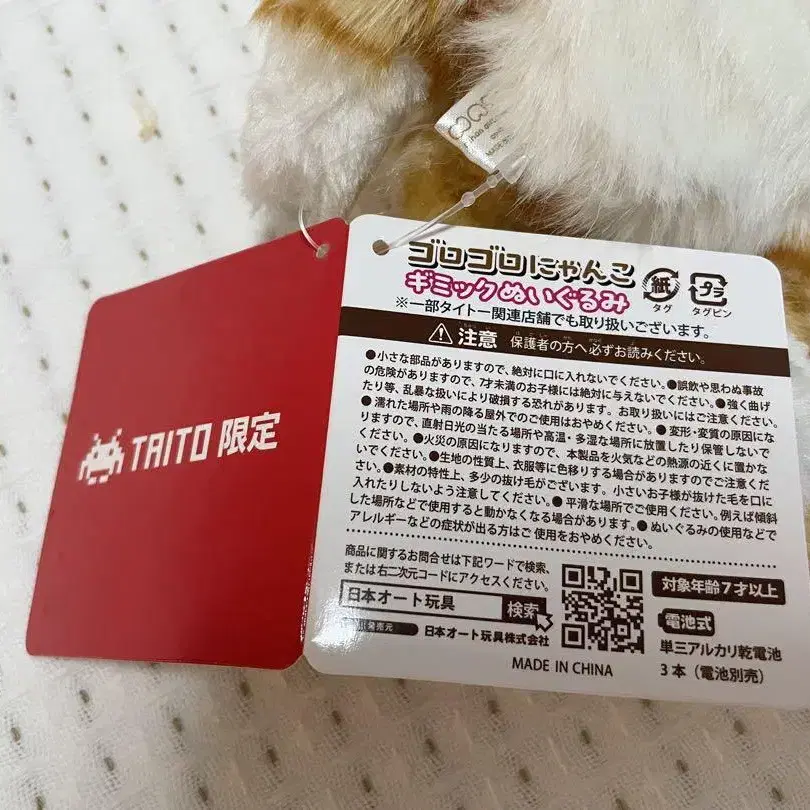 TAITO 限定
ゴロゴロにゃんこ
ギミックぬいぐるみ
紙
タグ
プラ
タグピン
※一部タイトー関連店舗でも取り扱いございます。
注意 保護者の方へ必ずお読みください。
●小さな部品がありますので、絶対に口に入れないでください。●誤飲や思わぬ事故
の危険がありますので、7才未満のお子様には絶対に与えないでください。●強く曲げ
たり等、乱暴な扱いにより破損する恐れがあります。お取り扱いにはご注意ください。
●濡れた場所や雨の降る屋外でのご使用はおやめください。●変形・変質の原因にな
りますので、直射日光の当たる場所や高温・多湿な場所に放置したり保管しないで
ください。●火災の原因になりますので、本製品を火気などの熱源の近くに置かな
いでください。●生地の性質上、衣服等に色移りする場合がありますのでご注意くだ
さい。●素材の特性上、多少の抜け毛がございます。小さいお子様が抜けた毛を口に
入れたりしないよう注意してください。●平滑な場所でご使用ください。例えば傾斜
した場所などで使用すると動かなくなる場合があります。●ぬいぐるみの使用などで
アレルギーなどの症状が出る方はご使用をおやめください。
商品に関するお問合せは下記ワードで検索、
または右二次元コードにアクセスください。
日本オート玩具 検索
発売元 日本オート玩具株式会社
MADE IN CHINA
対象年齢7才以上
電池式
単三アルカリ乾電池
3本（電池別売）